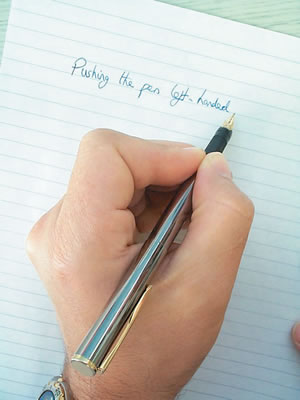 Pushing the pen left-handed